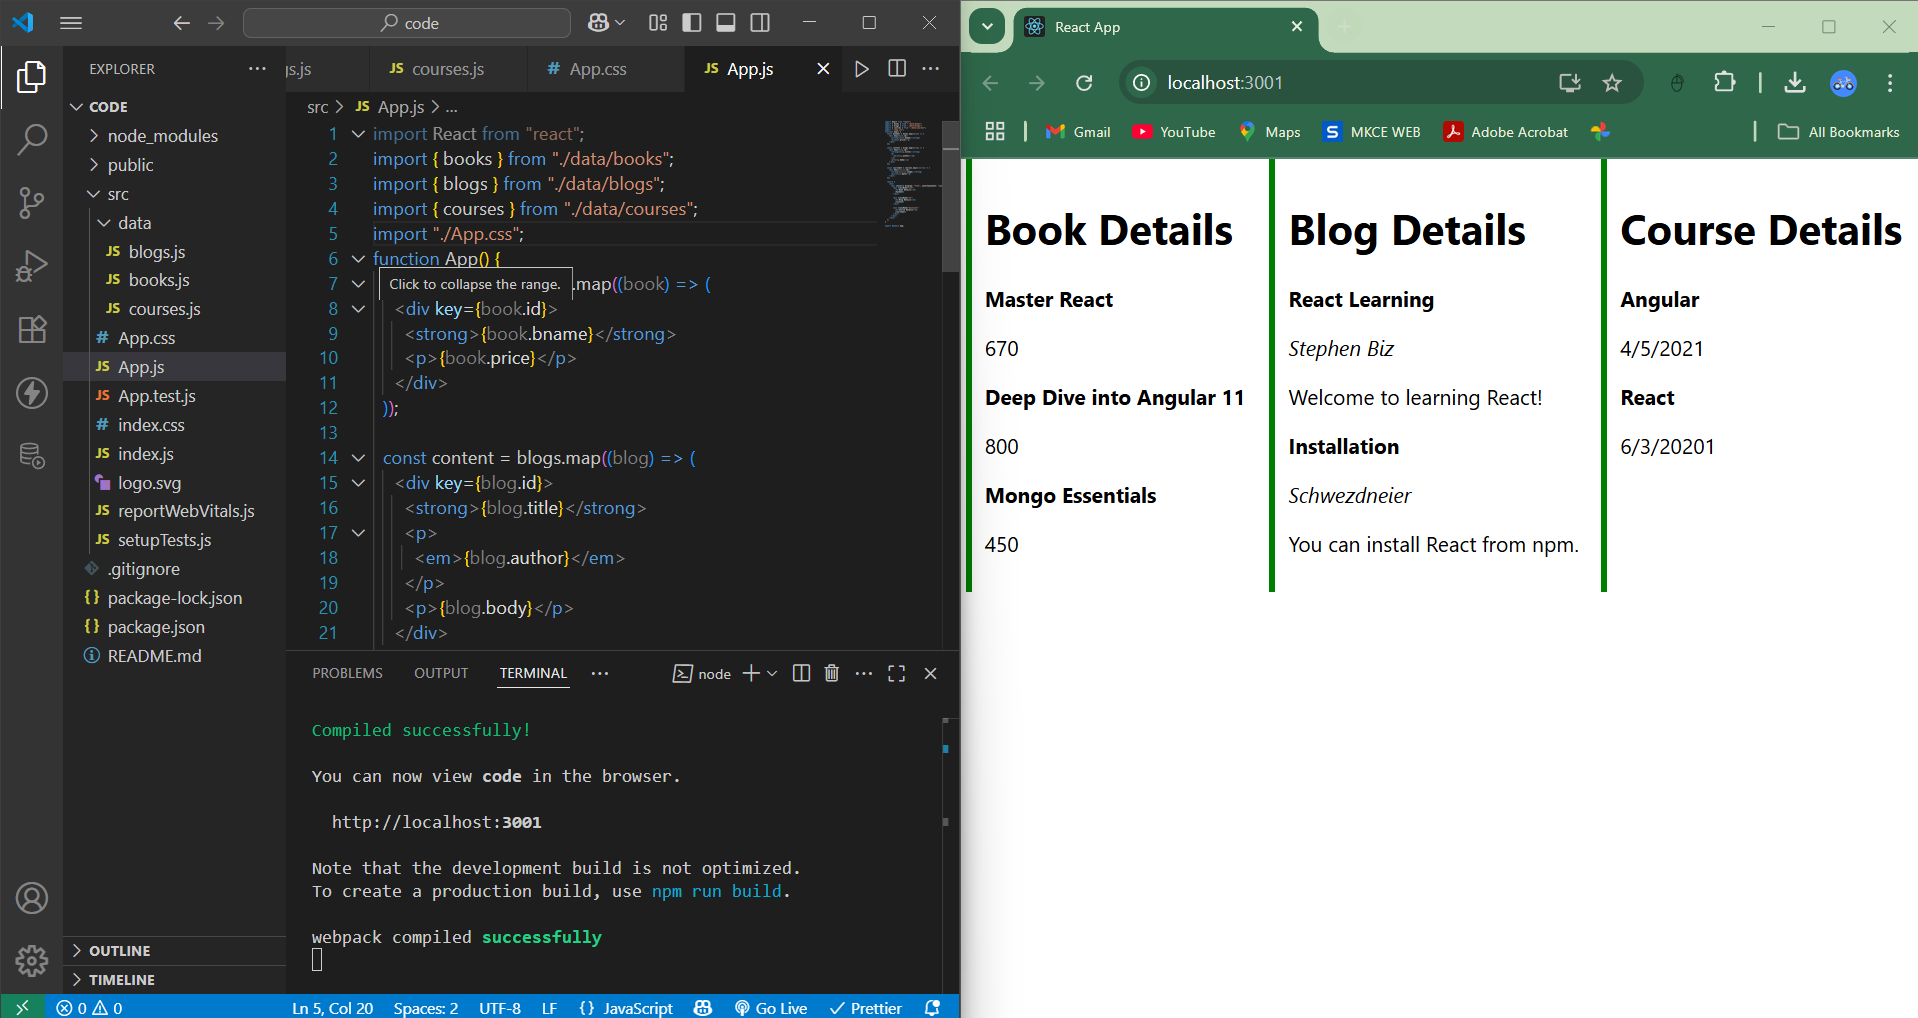 code
EXPLORER
CODE
node_modules
public
src
data
JS blogs.js
JS books.js
JS courses.js
# App.css
JS App.js
JS App.test.js
# index.css
JS index.js
logo.svg
JS reportWebVitals.js
JS setupTests.js
.gitignore
{} package-lock.json
{} package.json
README.md
OUTLINE
TIMELINE
gs.js
JS courses.js
# App.css
JS App.js
src > JS App.js > ...
1 import React from "react";
2 import { books } from "./data/books";
3 import { blogs } from "./data/blogs";
4 import { courses } from "./data/courses";
5 import "./App.css";
6 function App() {
Click to collapse the range.
7 .map((book) => (
8 <div key={book.id}>
9 <strong>{book.bname}</strong>
10 <p>{book.price}</p>
11 </div>
12 ));
13
14 const content = blogs.map((blog) => (
15 <div key={blog.id}>
16 <strong>{blog.title}</strong>
17 <p>
18 <em>{blog.author}</em>
19 </p>
20 <p>{blog.body}</p>
21 </div>
PROBLEMS OUTPUT TERMINAL ... node
Compiled successfully!
You can now view code in the browser.
http://localhost:3001
Note that the development build is not optimized.
To create a production build, use npm run build.
webpack compiled successfully
0 0 Ln 5, Col 20 Spaces: 2 UTF-8 LF {} JavaScript Go Live Prettier
React App
localhost:3001
Gmail YouTube Maps S MKCE WEB Adobe Acrobat All Bookmarks
Book Details
Master React
670
Deep Dive into Angular 11
800
Mongo Essentials
450
Blog Details
React Learning
Stephen Biz
Welcome to learning React!
Installation
Schwezdneier
You can install React from npm.
Course Details
Angular
4/5/2021
React
6/3/20201